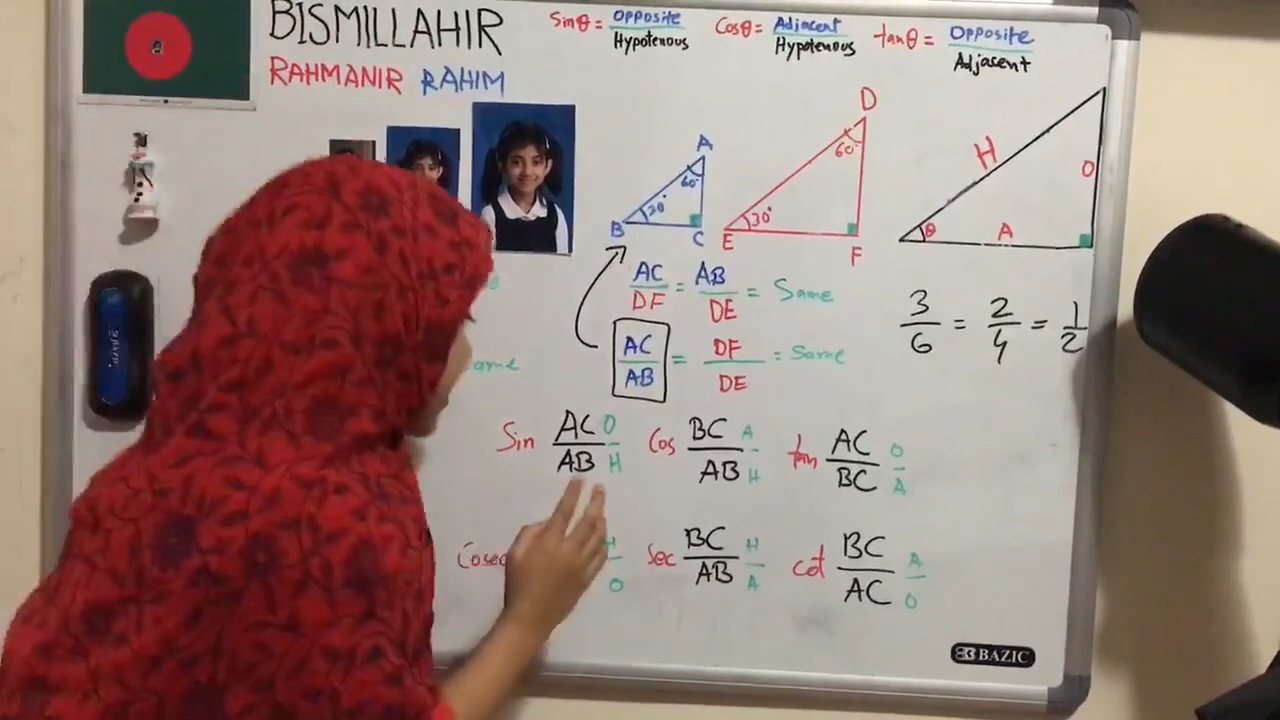 BISMILLAHIR
RAHMANIR RAHIM
Sinθ = Opposite / Hypotenous
Cosθ = Adjacent / Hypotenous
tanθ = Opposite / Adjasent
A
60°
30°
B
C
D
60°
30°
E
F
H
O
θ
A
AC/DF = AB/DE = Same
AC/AB = DF/DE = Same
3/6 = 2/4 = 1/2
Sin AC/AB O/H
Cos BC/AB A/H
tan AC/BC O/A
H/O
Sec BC/AB H/A
cot BC/AC A/O
BAZIC